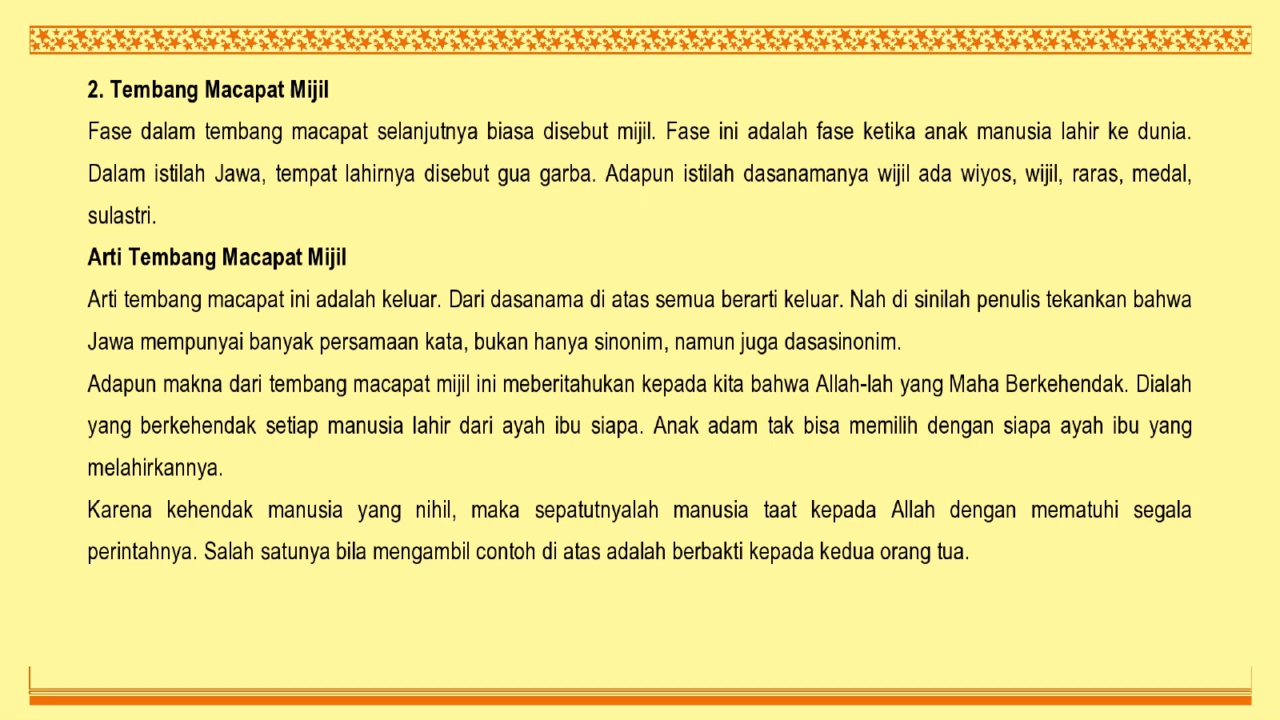 2. Tembang Macapat Mijil
Fase dalam tembang macapat selanjutnya biasa disebut mijil. Fase ini adalah fase ketika anak manusia lahir ke dunia.
Dalam istilah Jawa, tempat lahirnya disebut gua garba. Adapun istilah dasanamanya wijil ada wiyos, wijil, raras, medal,
sulastri.
Arti Tembang Macapat Mijil
Arti tembang macapat ini adalah keluar. Dari dasanama di atas semua berarti keluar. Nah di sinilah penulis tekankan bahwa
Jawa mempunyai banyak persamaan kata, bukan hanya sinonim, namun juga dasasinonim.
Adapun makna dari tembang macapat mijil ini meberitahukan kepada kita bahwa Allah-lah yang Maha Berkehendak. Dialah
yang berkehendak setiap manusia lahir dari ayah ibu siapa. Anak adam tak bisa memilih dengan siapa ayah ibu yang
melahirkannya.
Karena kehendak manusia yang nihil, maka sepatutnyalah manusia taat kepada Allah dengan mematuhi segala
perintahnya. Salah satunya bila mengambil contoh di atas adalah berbakti kepada kedua orang tua.